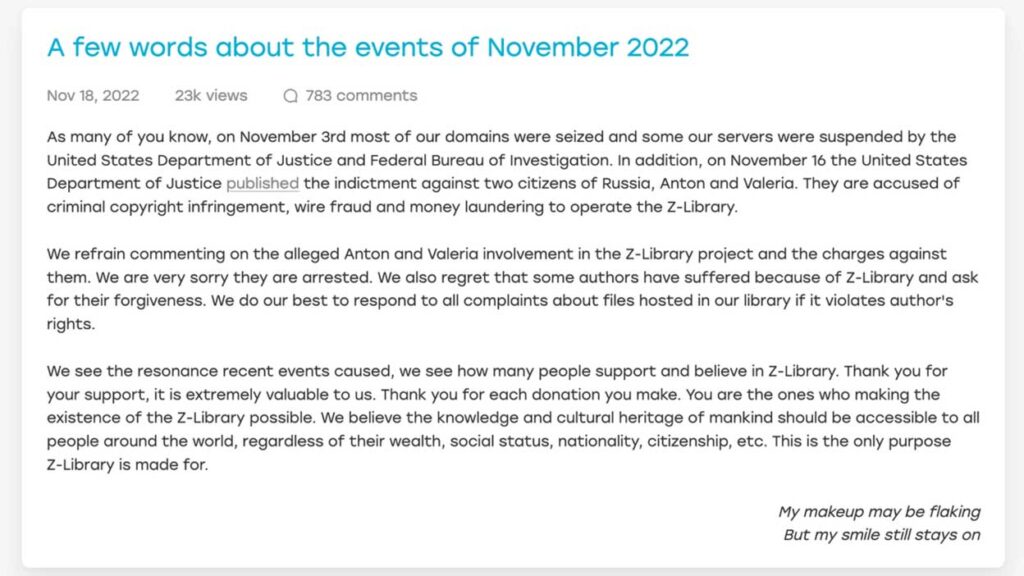 A few words about the events of November 2022
Nov 18, 2022 23k views 783 comments
As many of you know, on November 3rd most of our domains were seized and some our servers were suspended by the
United States Department of Justice and Federal Bureau of Investigation. In addition, on November 16 the United States
Department of Justice published the indictment against two citizens of Russia, Anton and Valeria. They are accused of
criminal copyright infringement, wire fraud and money laundering to operate the Z-Library.
We refrain commenting on the alleged Anton and Valeria involvement in the Z-Library project and the charges against
them. We are very sorry they are arrested. We also regret that some authors have suffered because of Z-Library and ask
for their forgiveness. We do our best to respond to all complaints about files hosted in our library if it violates author's
rights.
We see the resonance recent events caused, we see how many people support and believe in Z-Library. Thank you for
your support, it is extremely valuable to us. Thank you for each donation you make. You are the ones who making the
existence of the Z-Library possible. We believe the knowledge and cultural heritage of mankind should be accessible to all
people around the world, regardless of their wealth, social status, nationality, citizenship, etc. This is the only purpose
Z-Library is made for.
My makeup may be flaking
But my smile still stays on